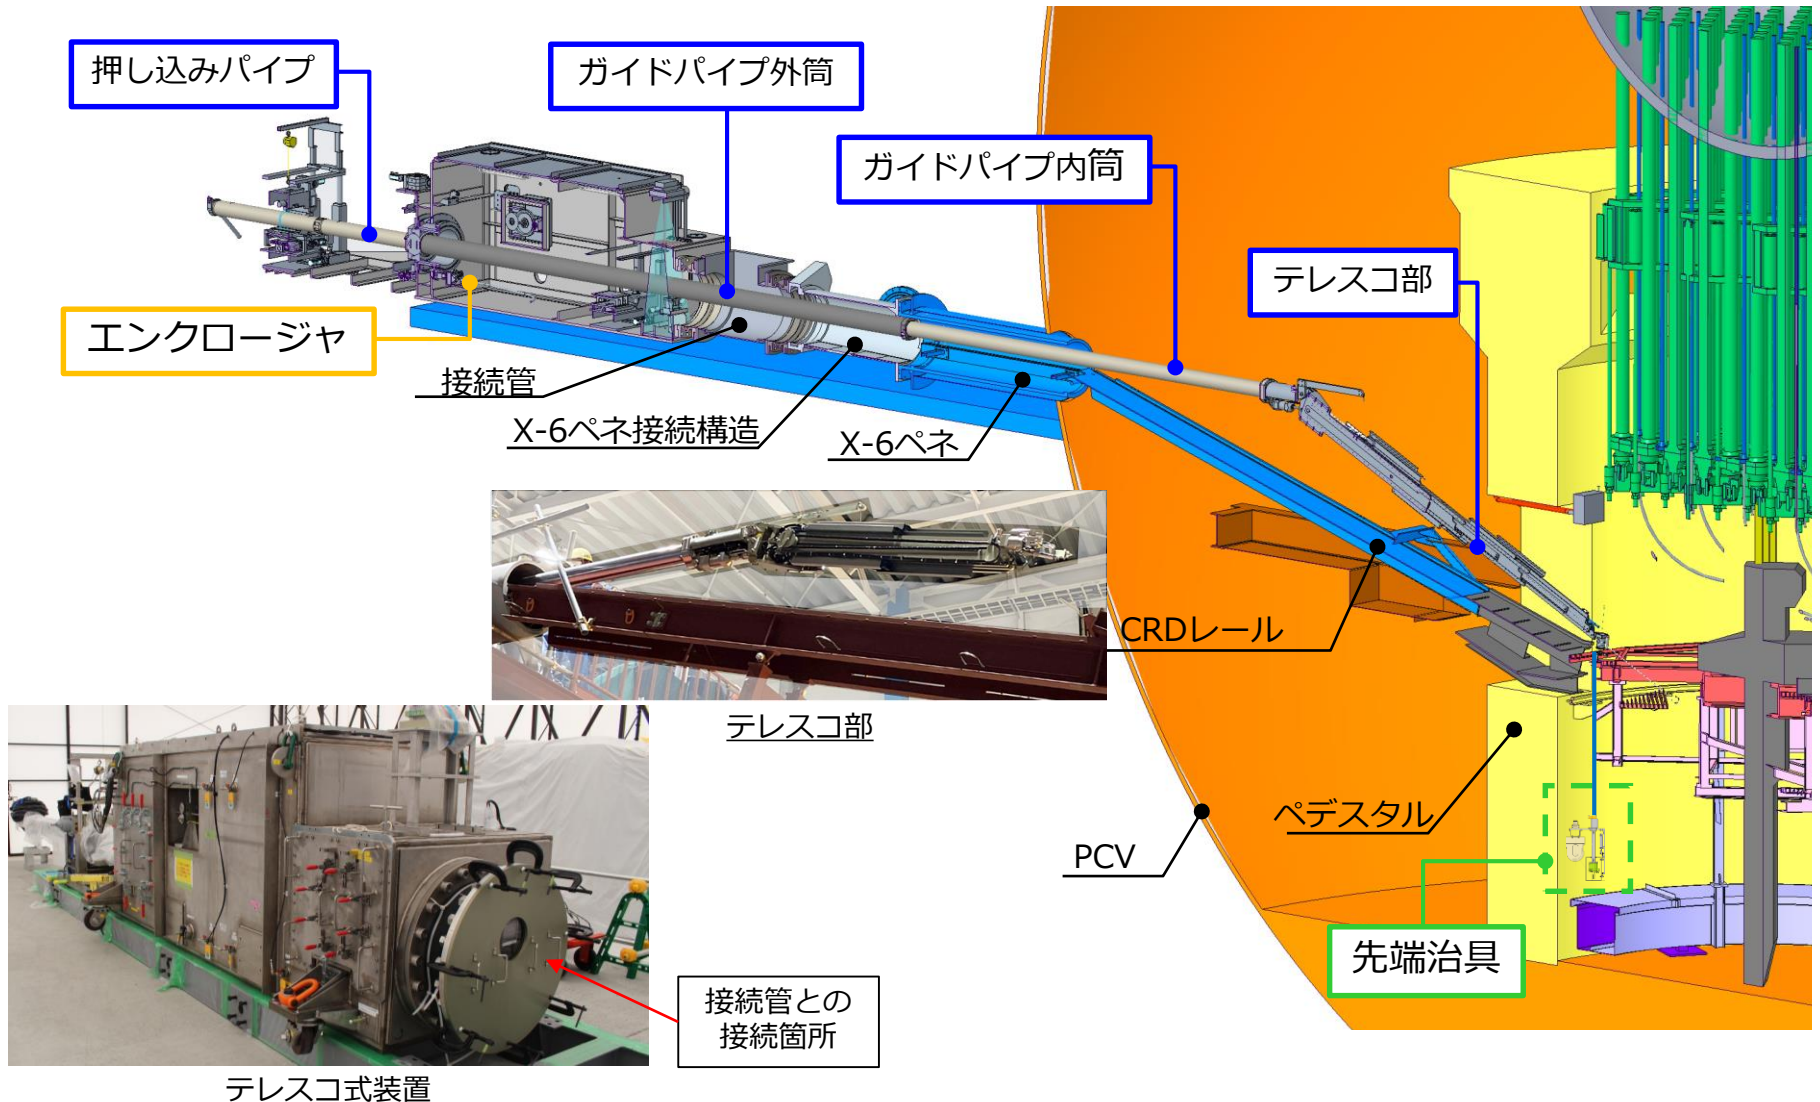 押し込みパイプ
ガイドパイプ外筒
ガイドパイプ内筒
テレスコ部
エンクロージャ
接続管
X-6ペネ接続構造
X-6ペネ
CRDレール
テレスコ部
ペデスタル
PCV
先端治具
接続管との
接続箇所
テレスコ式装置